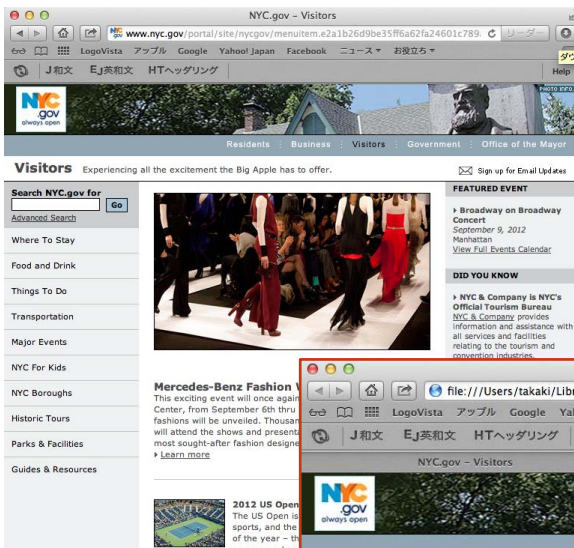 NYC.gov – Visitors
www.nyc.gov/portal/site/nycgov/menuitem.e2a1b26d9be35ff6a62fa24601c789
リーダー
LogoVista アップル Google Yahoo! Japan Facebook ニュース▼ お役立ち▼
J和文 EJ英和文 HTヘッダリング
Help
NYC
.gov
always open
PHOTO INFO.
Residents Business Visitors Government Office of the Mayor
Visitors Experiencing all the excitement the Big Apple has to offer.
Sign up for Email Updates
Search NYC.gov for
Go
Advanced Search
Where To Stay
Food and Drink
Things To Do
Transportation
Major Events
NYC For Kids
NYC Boroughs
Historic Tours
Parks & Facilities
Guides & Resources
Mercedes-Benz Fashion
This exciting event will once again
Center, from September 6th thru
fashions will be unveiled.
will attend the shows and
most sought-after fashion
Learn more
2012 US Open
The US Open is
sports, and the
of the year – th
FEATURED EVENT
Broadway on Broadway
Concert
September 9, 2012
Manhattan
View Full Events Calendar
DID YOU KNOW
NYC & Company is NYC's
Official Tourism Bureau
NYC & Company provides
information and assistance with
all services and facilities
relating to the tourism and
convention industries.
file:///Users/takaki/Libr
LogoVista アップル Google Yal
J和文 EJ英和文 HTヘッダリング
NYC.gov – Visitors
NYC
.gov
always open